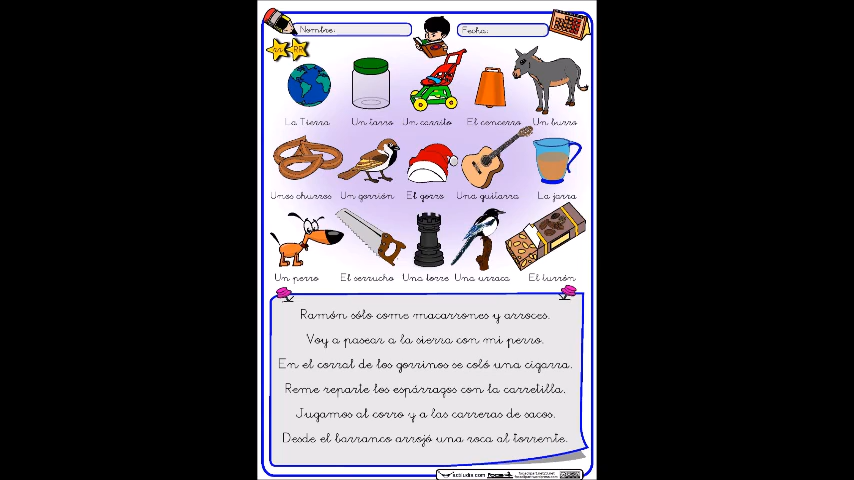 Nombre:
Fecha:
rr RR
La Tierra Un tarro Un carrito El cencerro Un burro
Unos churros Un gorrión El gorro Una guitarra La jarra
Un perro El serrucho Una torre Una urraca El turrón
Ramón sólo come macarrones y arroces.
Voy a pasear a la sierra con mi perro.
En el corral de los gorrinos se coló una cigarra.
Reme reparte los espárragos con la carretilla.
Jugamos al corro y a las carreras de sacos.
Desde el barranco arrojó una roca al torrente.